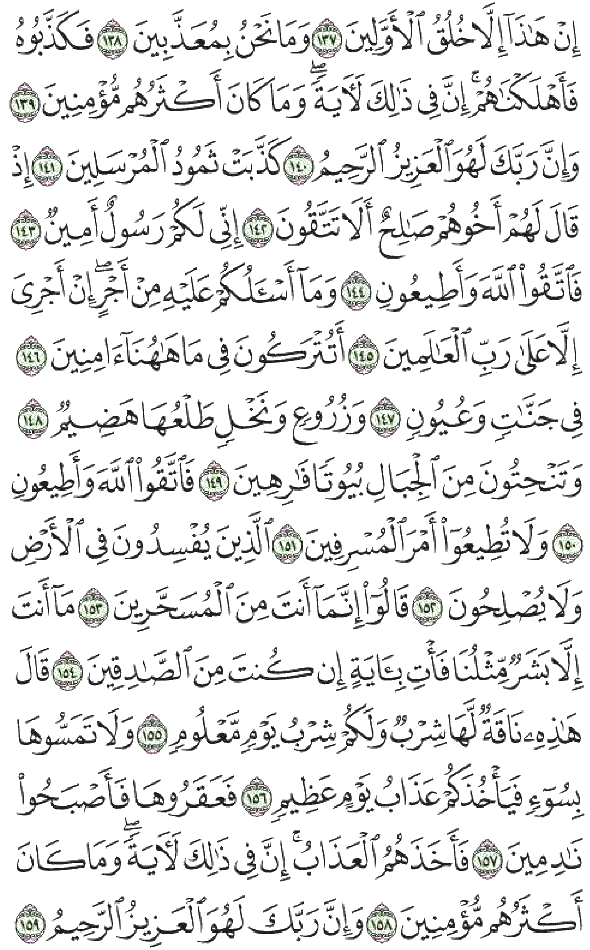 إِنْ هَـٰذَآ إِلَّا خُلُقُ ٱلْأَوَّلِينَ ١٣٧ وَمَا نَحْنُ بِمُعَذَّبِينَ ١٣٨ فَكَذَّبُوهُ
فَأَهْلَكْنَـٰهُمْ ۗ إِنَّ فِى ذَٰلِكَ لَـَٔايَةً ۖ وَمَا كَانَ أَكْثَرُهُم مُّؤْمِنِينَ ١٣٩
وَإِنَّ رَبَّكَ لَهُوَ ٱلْعَزِيزُ ٱلرَّحِيمُ ١٤٠ كَذَّبَتْ ثَمُودُ ٱلْمُرْسَلِينَ ١٤١ إِذْ
قَالَ لَهُمْ أَخُوهُمْ صَـٰلِحٌ أَلَا تَتَّقُونَ ١٤٢ إِنِّى لَكُمْ رَسُولٌ أَمِينٌ ١٤٣
فَٱتَّقُوا۟ ٱللَّهَ وَأَطِيعُونِ ١٤٤ وَمَآ أَسْـَٔلُكُمْ عَلَيْهِ مِنْ أَجْرٍ ۖ إِنْ أَجْرِىَ
إِلَّا عَلَىٰ رَبِّ ٱلْعَـٰلَمِينَ ١٤٥ أَتُتْرَكُونَ فِى مَا هَـٰهُنَآ ءَامِنِينَ ١٤٦
فِى جَنَّـٰتٍ وَعُيُونٍ ١٤٧ وَزُرُوعٍ وَنَخْلٍ طَلْعُهَا هَضِيمٌ ١٤٨
وَتَنْحِتُونَ مِنَ ٱلْجِبَالِ بُيُوتًا فَـٰرِهِينَ ١٤٩ فَٱتَّقُوا۟ ٱللَّهَ وَأَطِيعُونِ
١٥٠ وَلَا تُطِيعُوٓا۟ أَمْرَ ٱلْمُسْرِفِينَ ١٥١ ٱلَّذِينَ يُفْسِدُونَ فِى ٱلْأَرْضِ
وَلَا يُصْلِحُونَ ١٥٢ قَالُوٓا۟ إِنَّمَآ أَنتَ مِنَ ٱلْمُسَحَّرِينَ ١٥٣ مَآ أَنتَ
إِلَّا بَشَرٌ مِّثْلُنَا فَأْتِ بِـَٔايَةٍ إِن كُنتَ مِنَ ٱلصَّـٰدِقِينَ ١٥٤ قَالَ
هَـٰذِهِۦ نَاقَةٌ لَّهَا شِرْبٌ وَلَكُمْ شِرْبُ يَوْمٍ مَّعْلُومٍ ١٥٥ وَلَا تَمَسُّوهَا
بِسُوٓءٍ فَيَأْخُذَكُمْ عَذَابُ يَوْمٍ عَظِيمٍ ١٥٦ فَعَقَرُوهَا فَأَصْبَحُوا۟
نَـٰدِمِينَ ١٥٧ فَأَخَذَهُمُ ٱلْعَذَابُ ۗ إِنَّ فِى ذَٰلِكَ لَـَٔايَةً ۖ وَمَا كَانَ
أَكْثَرُهُم مُّؤْمِنِينَ ١٥٨ وَإِنَّ رَبَّكَ لَهُوَ ٱلْعَزِيزُ ٱلرَّحِيمُ ١٥٩